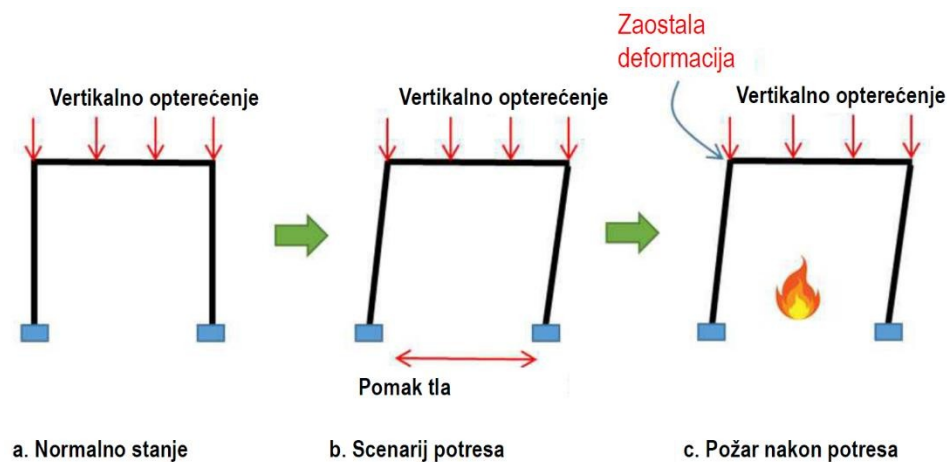 Zaostala
deformacija
Vertikalno opterećenje
Vertikalno opterećenje
Vertikalno opterećenje
Pomak tla
a. Normalno stanje
b. Scenarij potresa
c. Požar nakon potresa